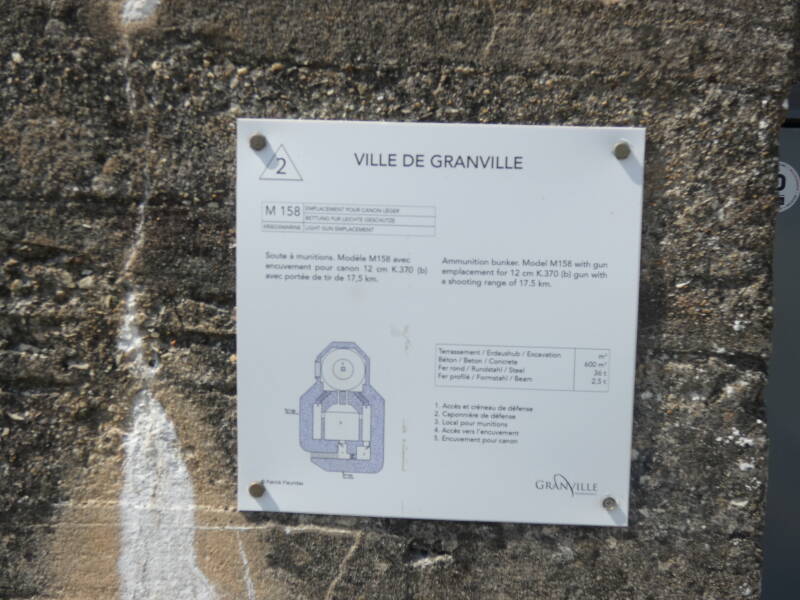 2
VILLE DE GRANVILLE
M 158
EMPLACEMENT POUR CANON LÉGER
BETTUNG FÜR LEICHTE GESCHÜTZE
KRIEGSMARINE LIGHT GUN EMPLACEMENT
Soute à munitions. Modèle M158 avec
encuvement pour canon 12 cm K.370 (b)
avec portée de tir de 17,5 km.
Ammunition bunker. Model M158 with gun
emplacement for 12 cm K.370 (b) gun with
a shooting range of 17.5 km.
Terrassement / Erdaushub / Excavation m³
Béton / Beton / Concrete 600 m³
Fer rond / Rundstahl / Steel 36 t
Fer profilé / Formstahl / Beam 2,5 t
1. Accès et créneau de défense
2. Caponnière de défense
3. Local pour munitions
4. Accès vers l'encuvement
5. Encuvement pour canon
© Patrick Fleuridas
GRANVILLE